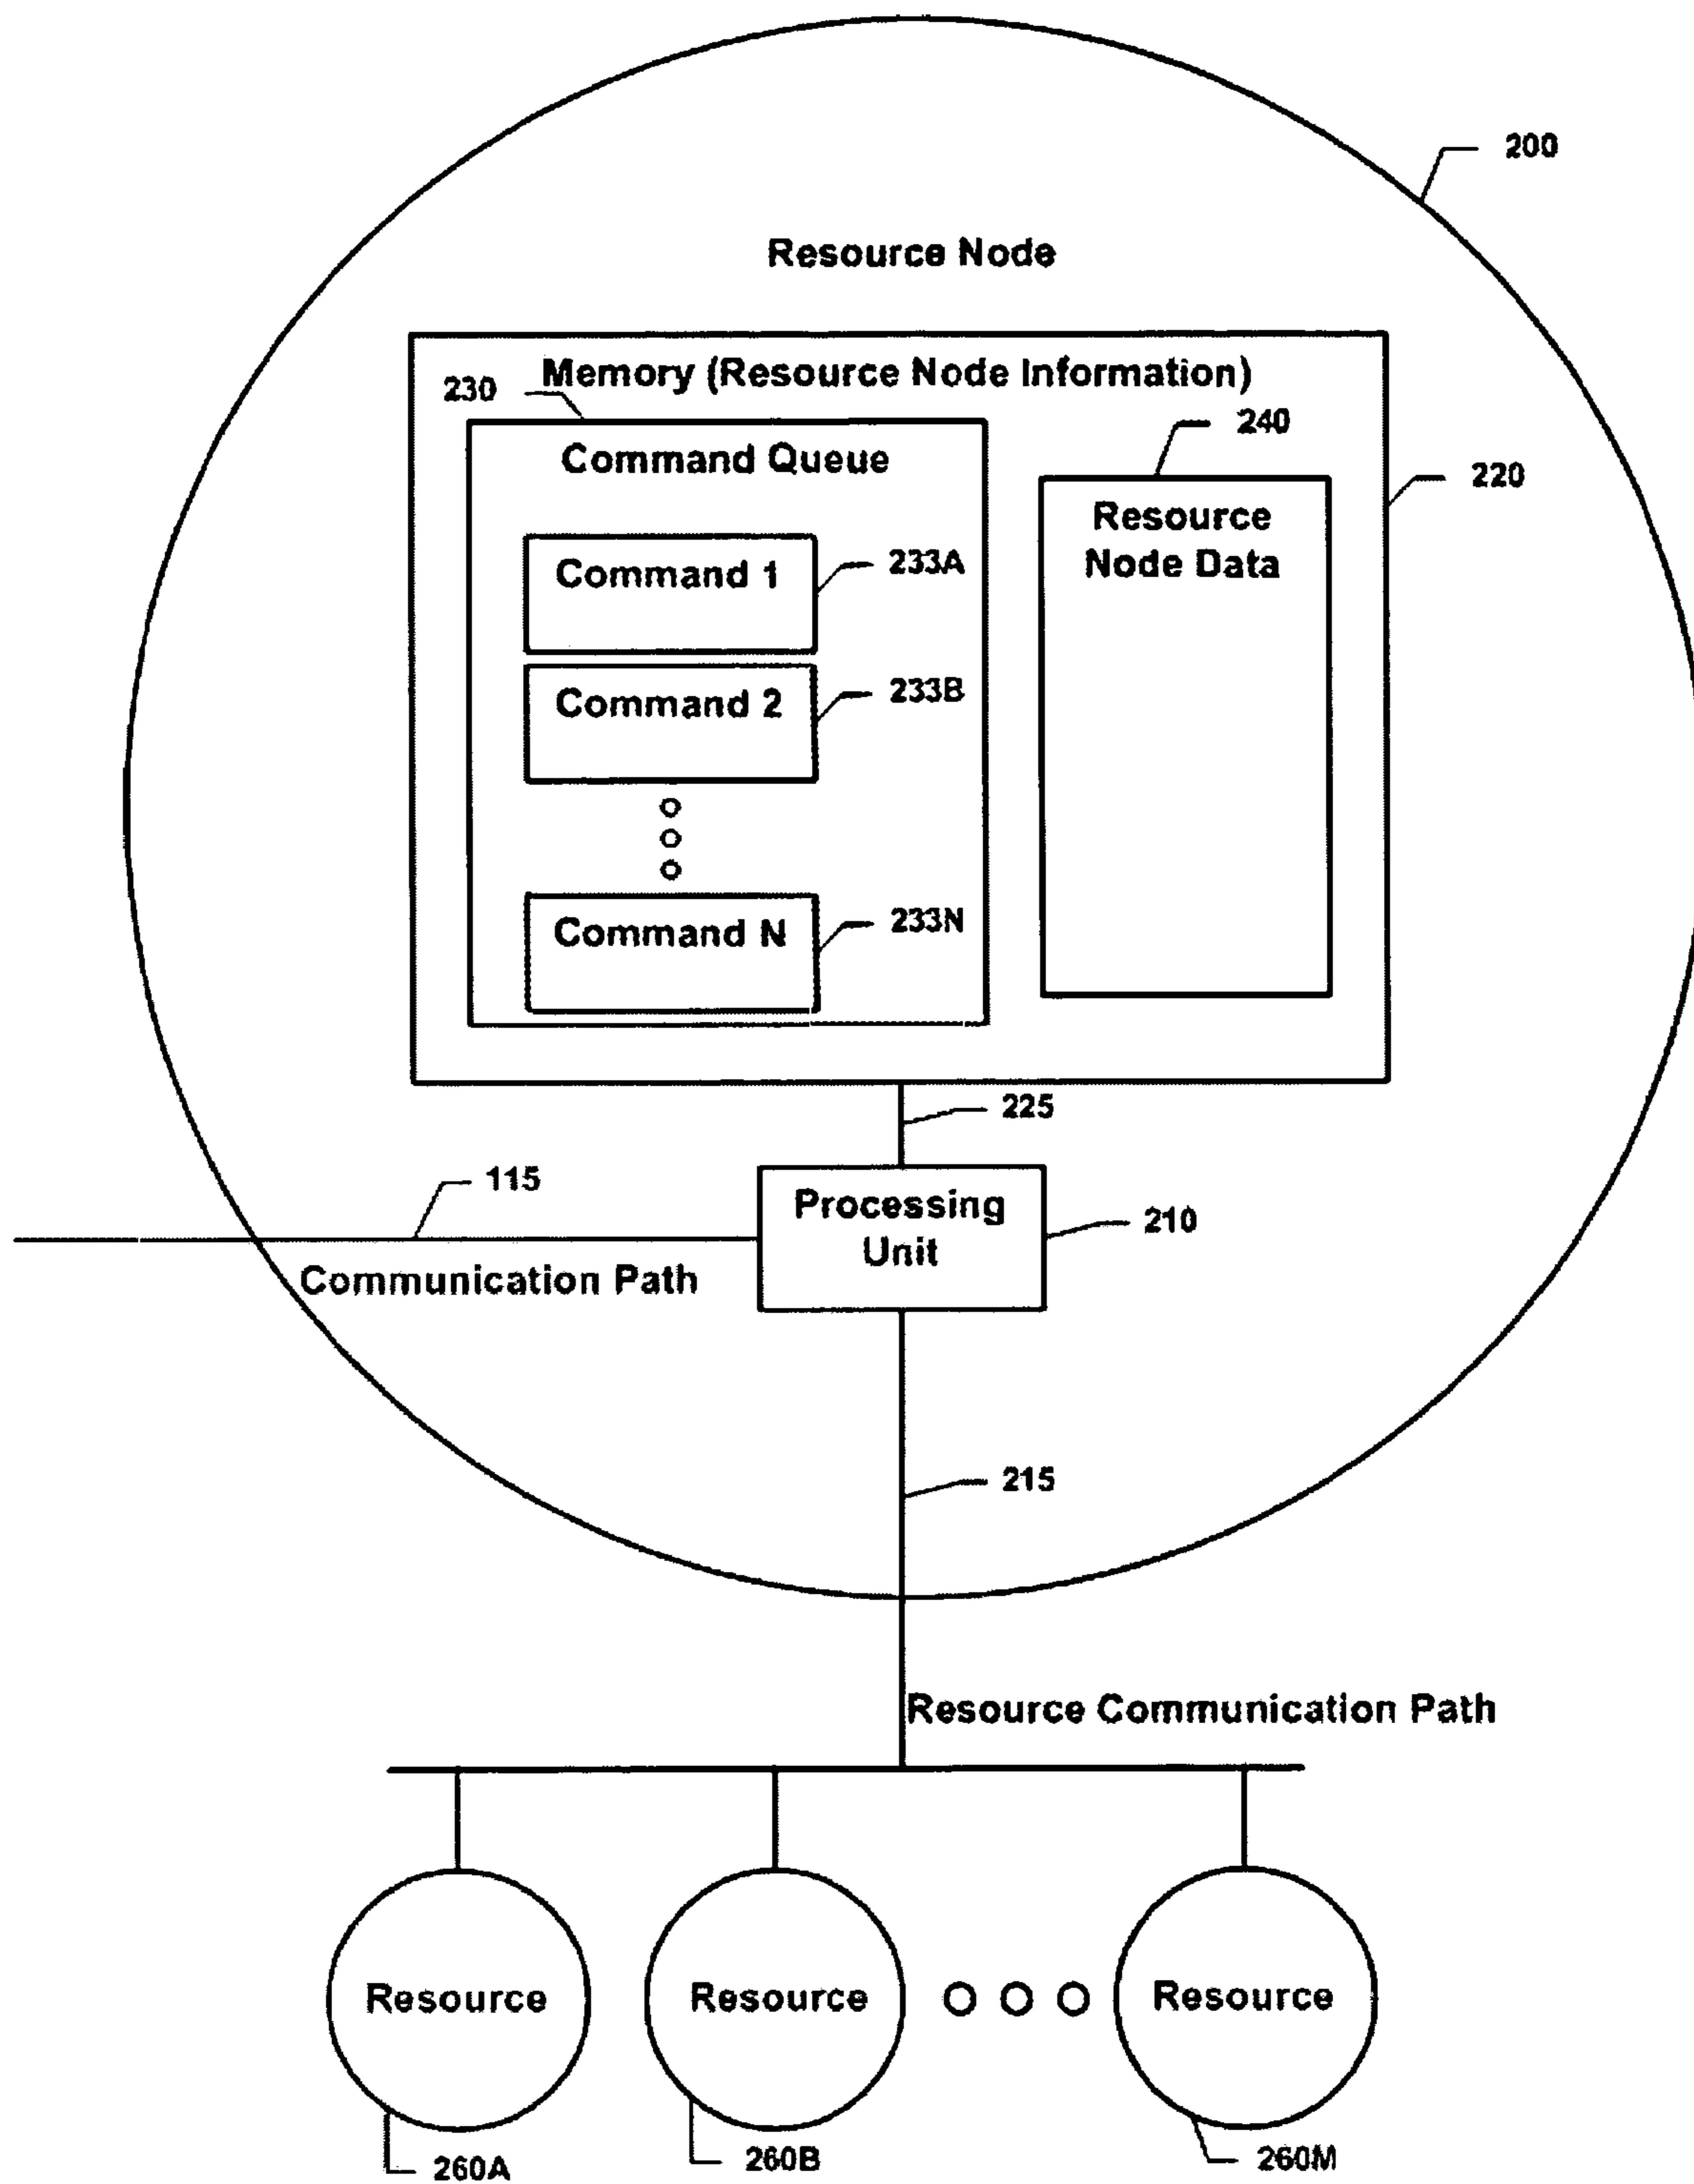 200
Resource Node
Memory (Resource Node Information)
230
240
220
Command Queue
Resource
Node Data
Command 1
233A
Command 2
233B
Command N
233N
225
115
Processing
Unit
210
Communication Path
215
Resource Communication Path
Resource
Resource
Resource
260A
260B
260M